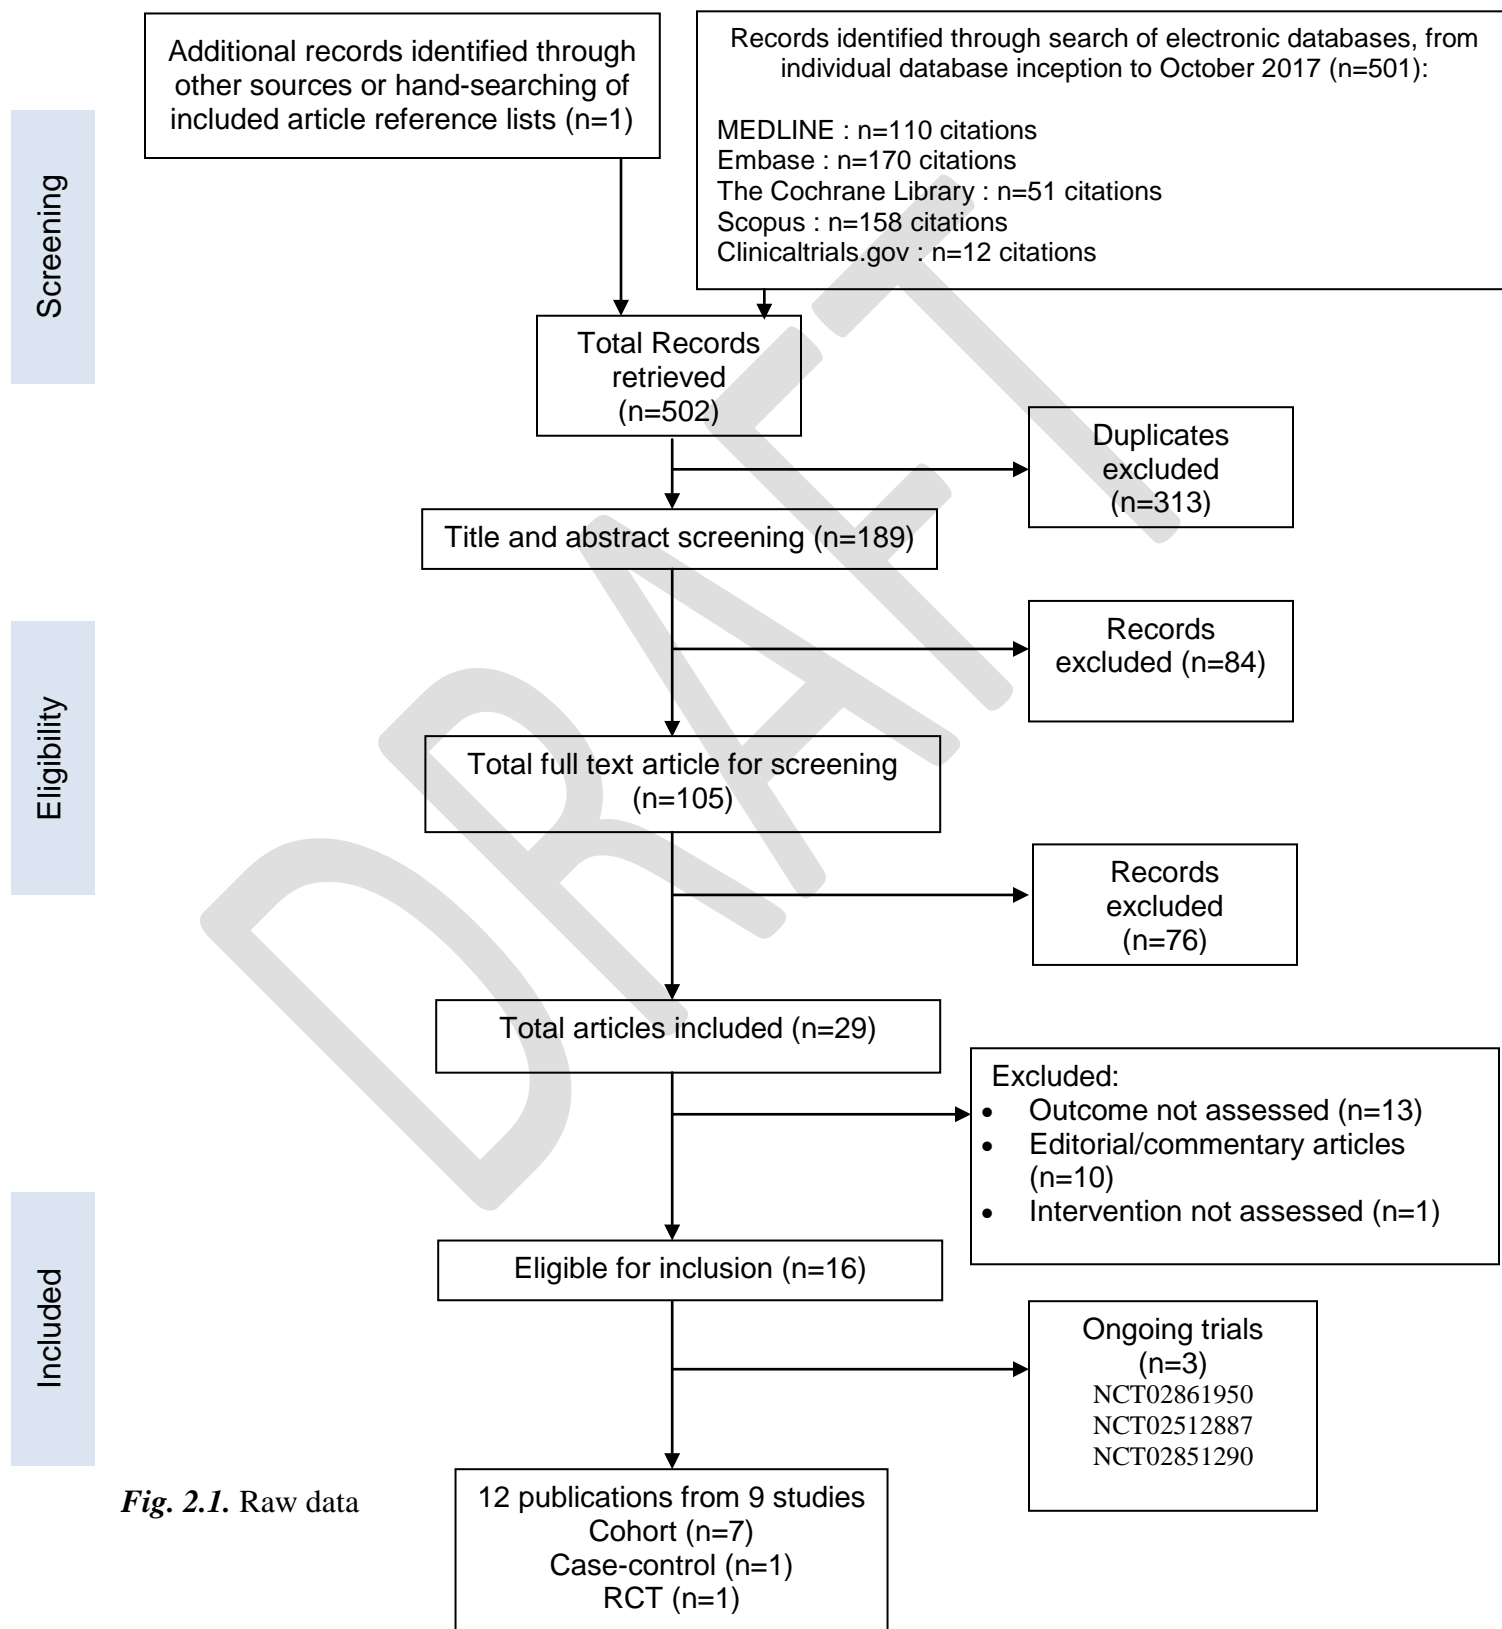 Additional records identified through
other sources or hand-searching of
included article reference lists (n=1)
Records identified through search of electronic databases, from
individual database inception to October 2017 (n=501):
MEDLINE : n=110 citations
Embase : n=170 citations
The Cochrane Library : n=51 citations
Scopus : n=158 citations
Clinicaltrials.gov : n=12 citations
Screening
Total Records
retrieved
(n=502)
Duplicates
excluded
(n=313)
Title and abstract screening (n=189)
Records
excluded (n=84)
Eligibility
Total full text article for screening
(n=105)
Records
excluded
(n=76)
Total articles included (n=29)
Excluded:
• Outcome not assessed (n=13)
• Editorial/commentary articles
(n=10)
• Intervention not assessed (n=1)
Included
Eligible for inclusion (n=16)
Ongoing trials
(n=3)
NCT02861950
NCT02512887
NCT02851290
12 publications from 9 studies
Cohort (n=7)
Case-control (n=1)
RCT (n=1)
Fig. 2.1. Raw data
DRAFT